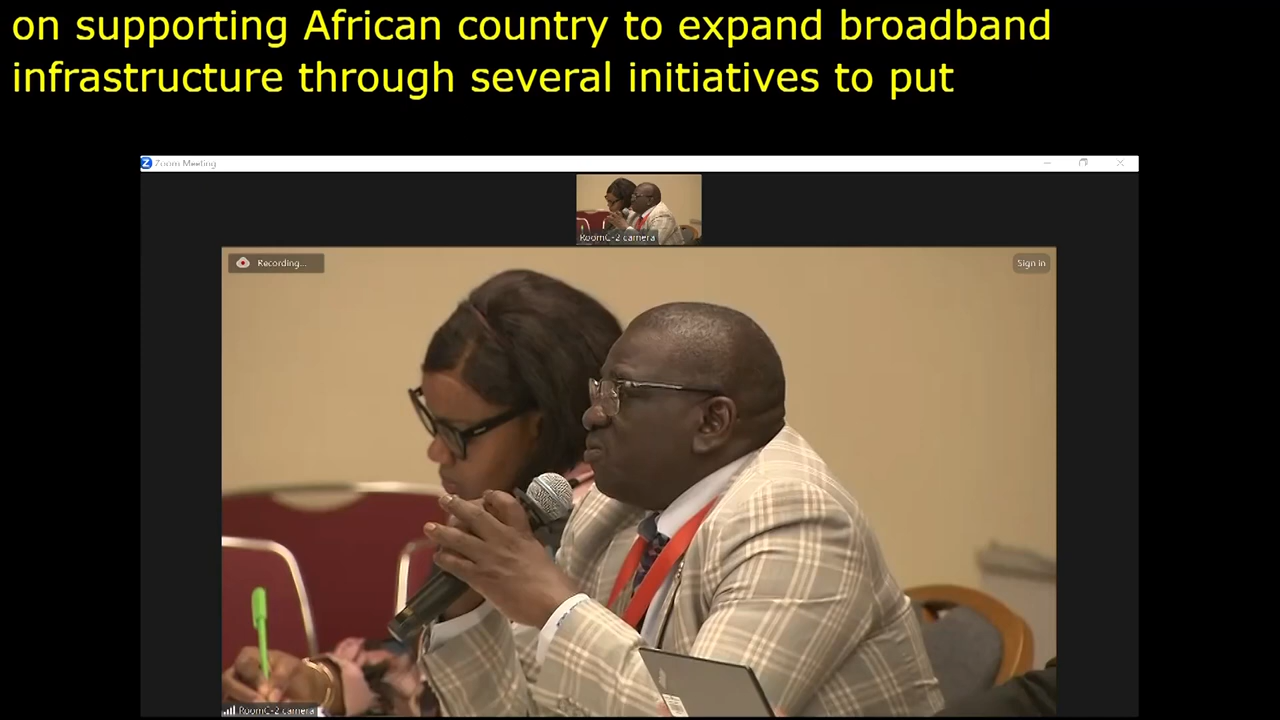 on supporting African country to expand broadband
infrastructure through several initiatives to put
Zoom Meeting
RoomC-2 camera
Recording...
Sign in
RoomC-2 camera